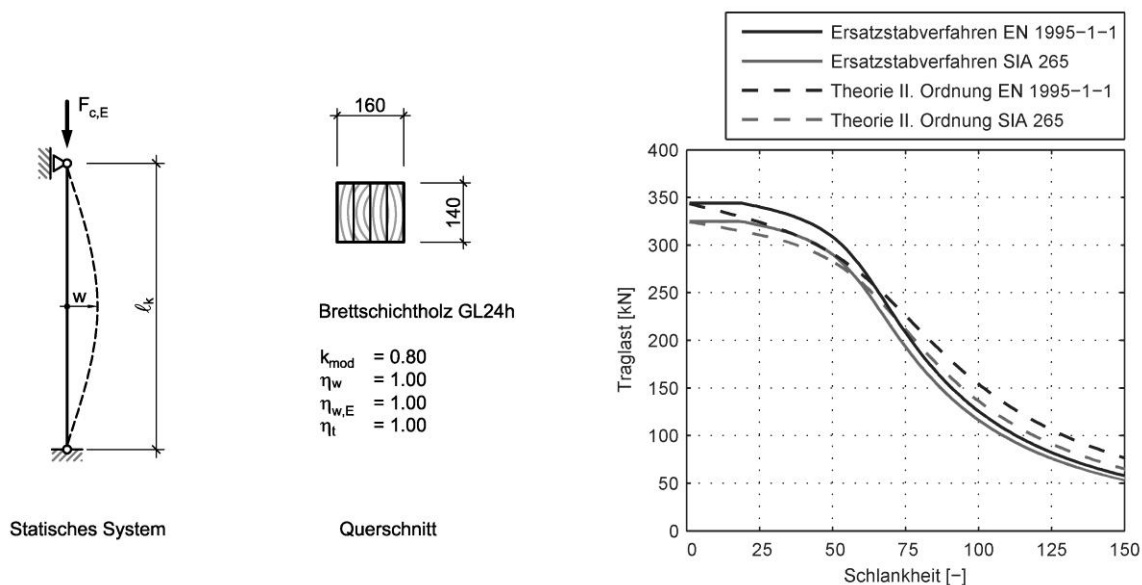 F_c,E
w
ℓ_k
Statisches System
160
140
Brettschichtholz GL24h
k_mod = 0.80
η_w = 1.00
η_w,E = 1.00
η_t = 1.00
Querschnitt
Ersatzstabverfahren EN 1995−1−1
Ersatzstabverfahren SIA 265
Theorie II. Ordnung EN 1995−1−1
Theorie II. Ordnung SIA 265
Traglast [kN]
400
350
300
250
200
150
100
50
0
0 25 50 75 100 125 150
Schlankheit [−]